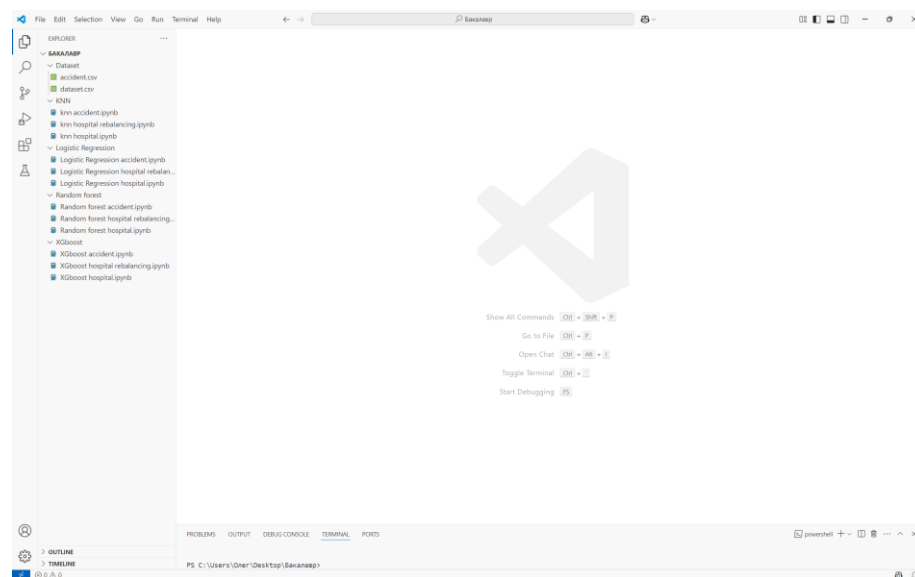 File Edit Selection View Go Run Terminal Help
Бакалавр
EXPLORER
БАКАЛАВР
Dataset
accident.csv
dataset.csv
KNN
knn accident.ipynb
knn hospital rebalancing.ipynb
knn hospital.ipynb
Logistic Regression
Logistic Regression accident.ipynb
Logistic Regression hospital rebalan...
Logistic Regression hospital.ipynb
Random forest
Random forest accident.ipynb
Random forest hospital rebalancing...
Random forest hospital.ipynb
XGboost
XGboost accident.ipynb
XGboost hospital rebalancing.ipynb
XGboost hospital.ipynb
Show All Commands Ctrl + Shift + P
Go to File Ctrl + P
Open Chat Ctrl + Alt + I
Toggle Terminal Ctrl + `
Start Debugging F5
PROBLEMS OUTPUT DEBUG CONSOLE TERMINAL PORTS
powershell
PS C:\Users\Олег\Desktop\Бакалавр>
OUTLINE
TIMELINE
0 0